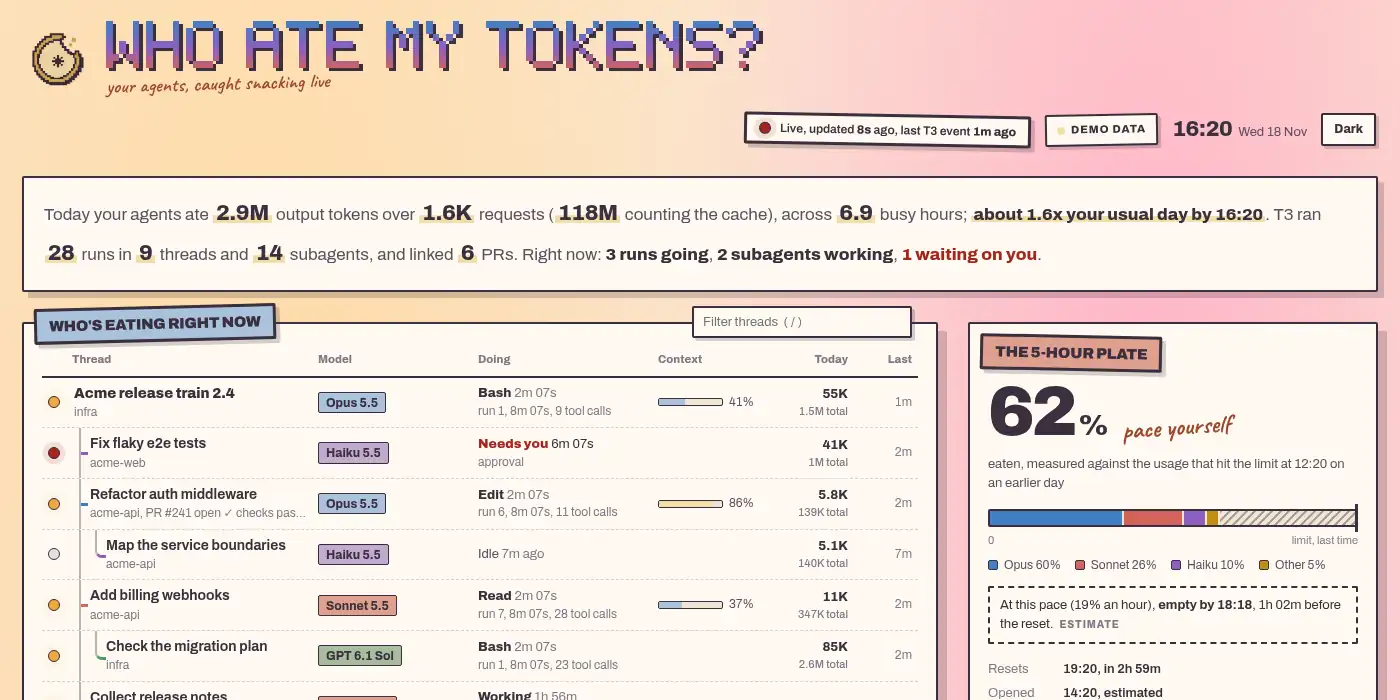 WHO ATE MY TOKENS?
your agents, caught snacking live
Live, updated 8s ago, last T3 event 1m ago
DEMO DATA
16:20 Wed 18 Nov
Dark
Today your agents ate 2.9M output tokens over 1.6K requests ( 118M counting the cache), across 6.9 busy hours; about 1.6x your usual day by 16:20. T3 ran
28 runs in 9 threads and 14 subagents, and linked 6 PRs. Right now: 3 runs going, 2 subagents working, 1 waiting on you.
WHO'S EATING RIGHT NOW
Filter threads ( / )
Thread Model Doing Context Today Last
Acme release train 2.4 Opus 5.5 Bash 2m 07s 41% 55K 1m
infra run 1, 8m 07s, 9 tool calls 1.5M total
Fix flaky e2e tests Haiku 5.5 Needs you 6m 07s 41K 2m
acme-web approval 1M total
Refactor auth middleware Opus 5.5 Edit 2m 07s 86% 5.8K 2m
acme-api, PR #241 open ✓ checks pas... run 6, 8m 07s, 11 tool calls 139K total
Map the service boundaries Haiku 5.5 Idle 7m ago 5.1K 7m
acme-api 140K total
Add billing webhooks Sonnet 5.5 Read 2m 07s 37% 11K 2m
acme-api run 7, 8m 07s, 28 tool calls 347K total
Check the migration plan GPT 6.1 Sol Bash 2m 07s 85K 2m
infra run 1, 8m 07s, 23 tool calls 2.6M total
Collect release notes Working 1h 56m
THE 5-HOUR PLATE
62% pace yourself
eaten, measured against the usage that hit the limit at 12:20 on
an earlier day
0 limit, last time
Opus 60% Sonnet 26% Haiku 10% Other 5%
At this pace (19% an hour), empty by 18:18, 1h 02m before
the reset. ESTIMATE
Resets 19:20, in 2h 59m
Opened 14:20, estimated